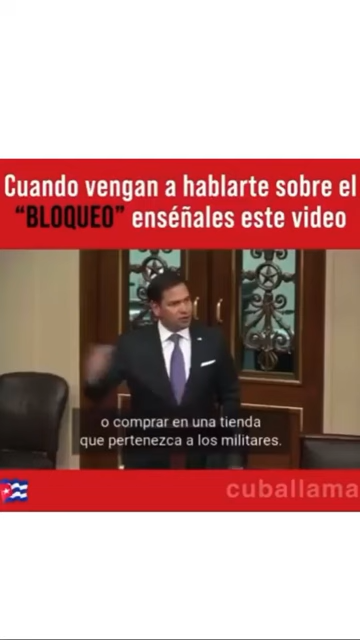 Cuando vengan a hablarte sobre el
“BLOQUEO” enséñales este video
o comprar en una tienda
que pertenezca a los militares.
cuballama